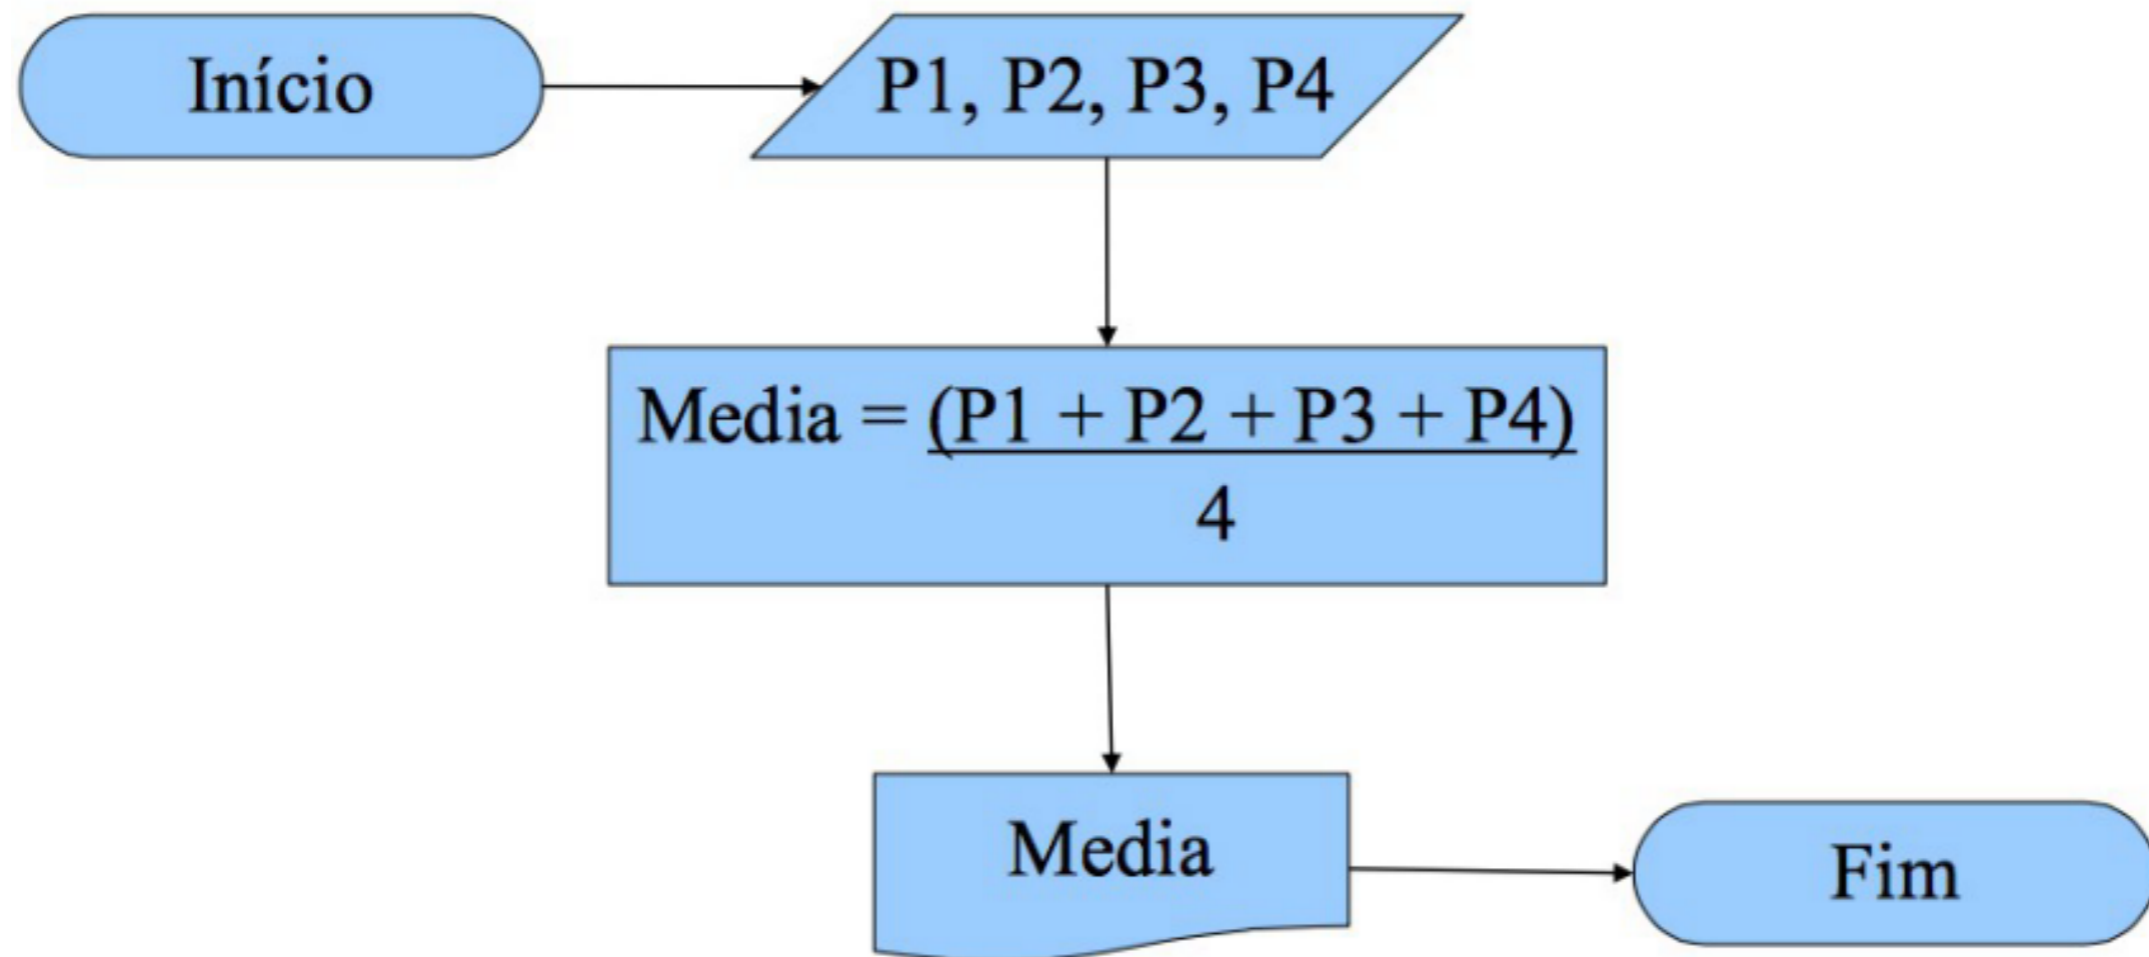 Início
P1, P2, P3, P4
Media = (P1 + P2 + P3 + P4)
4
Media
Fim